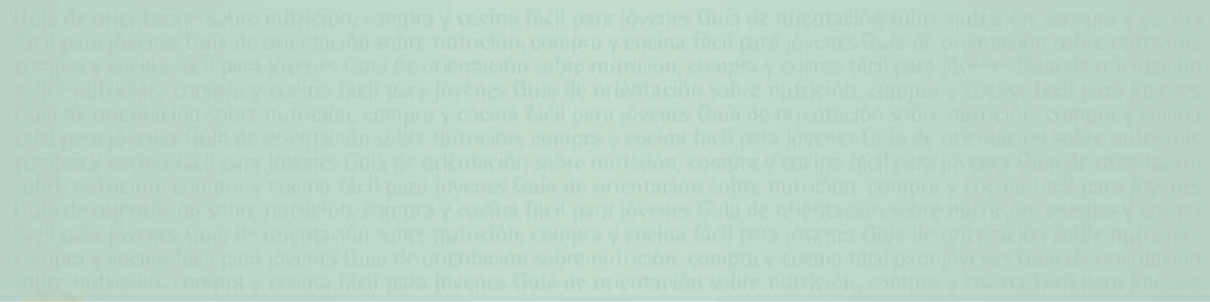 Guía de orientación sobre nutrición, compra y cocina fácil para jóvenes Guía de orientación sobre nutrición, compra y cocina
fácil para jóvenes Guía de orientación sobre nutrición, compra y cocina fácil para jóvenes Guía de orientación sobre nutrición,
compra y cocina fácil para jóvenes Guía de orientación sobre nutrición, compra y cocina fácil para jóvenes Guía de orientación
sobre nutrición, compra y cocina fácil para jóvenes Guía de orientación sobre nutrición, compra y cocina fácil para jóvenes
Guía de orientación sobre nutrición, compra y cocina fácil para jóvenes Guía de orientación sobre nutrición, compra y cocina
fácil para jóvenes Guía de orientación sobre nutrición, compra y cocina fácil para jóvenes Guía de orientación sobre nutrición,
compra y cocina fácil para jóvenes Guía de orientación sobre nutrición, compra y cocina fácil para jóvenes Guía de orientación
sobre nutrición, compra y cocina fácil para jóvenes Guía de orientación sobre nutrición, compra y cocina fácil para jóvenes
Guía de orientación sobre nutrición, compra y cocina fácil para jóvenes Guía de orientación sobre nutrición, compra y cocina
fácil para jóvenes Guía de orientación sobre nutrición, compra y cocina fácil para jóvenes Guía de orientación sobre nutrición,
compra y cocina fácil para jóvenes Guía de orientación sobre nutrición, compra y cocina fácil para jóvenes Guía de orientación
sobre nutrición, compra y cocina fácil para jóvenes Guía de orientación sobre nutrición, compra y cocina fácil para jóvenes